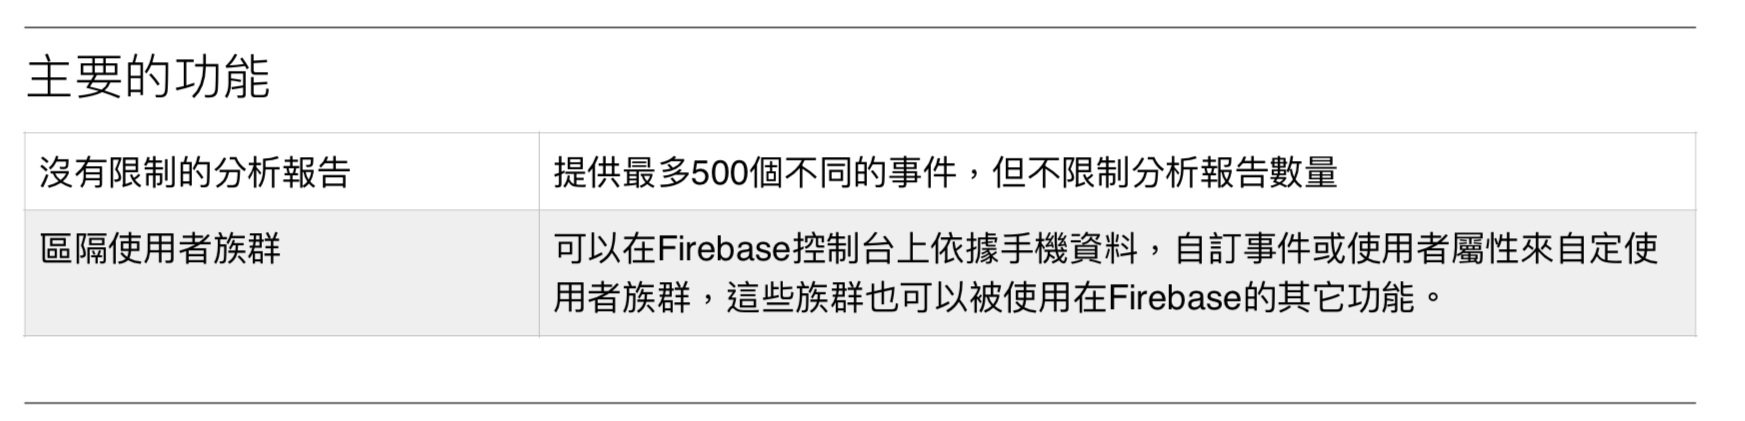 主要的功能
沒有限制的分析報告
提供最多500個不同的事件，但不限制分析報告數量
區隔使用者族群
可以在Firebase控制台上依據手機資料，自訂事件或使用者屬性來自定使
用者族群，這些族群也可以被使用在Firebase的其它功能。